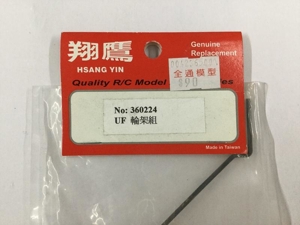 翔鷹
HSANG YIN
Genuine
Replacement
全通模型
Quality R/C Model
No: 360224
UF 輪架組
Made in Taiwan